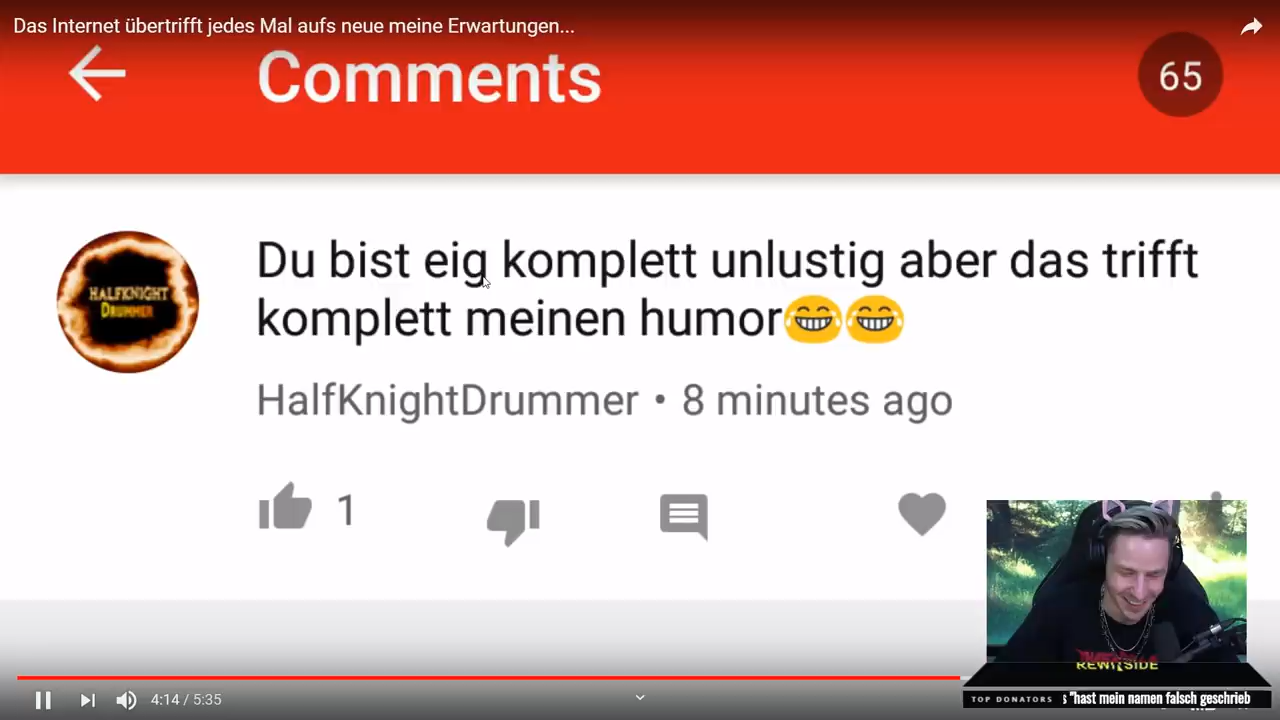 Das Internet übertrifft jedes Mal aufs neue meine Erwartungen...
Comments
65
HALFKNIGHT
DRUMMER
Du bist eig komplett unlustig aber das trifft
komplett meinen humor😂😂
HalfKnightDrummer • 8 minutes ago
1
REWI SIDE
4:14 / 5:35
TOP DONATORS
"hast mein namen falsch geschrieb